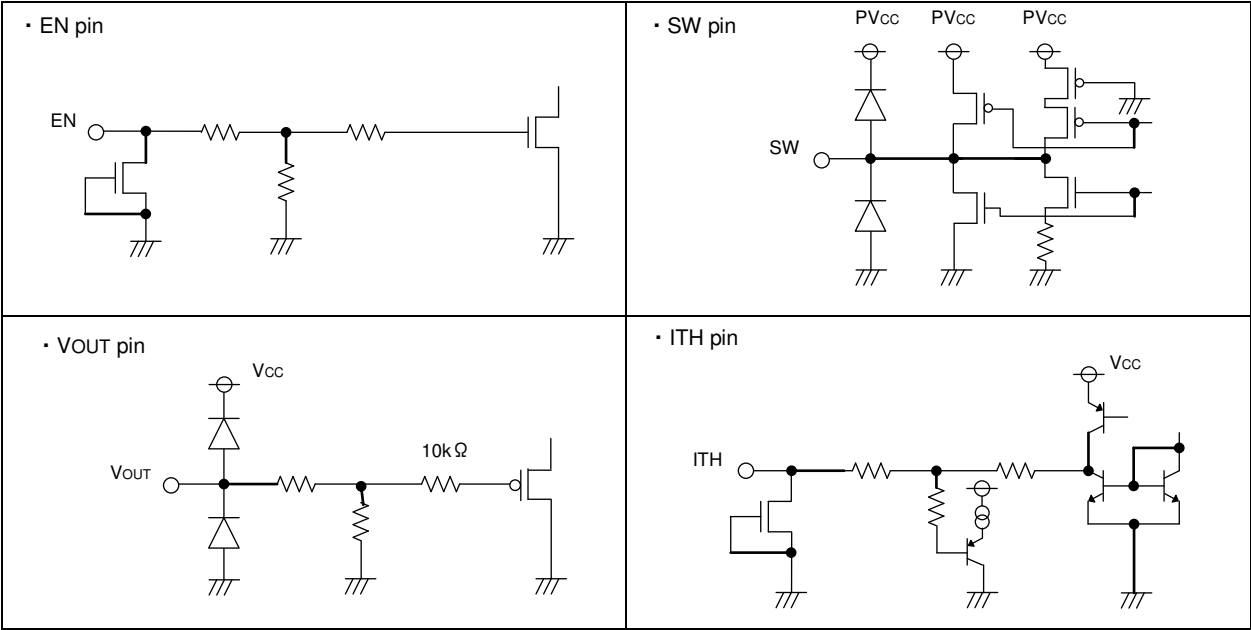 ・EN pin
EN
・SW pin
PVCC PVCC PVCC
SW
・VOUT pin
VCC
VOUT
10kΩ
・ITH pin
VCC
ITH